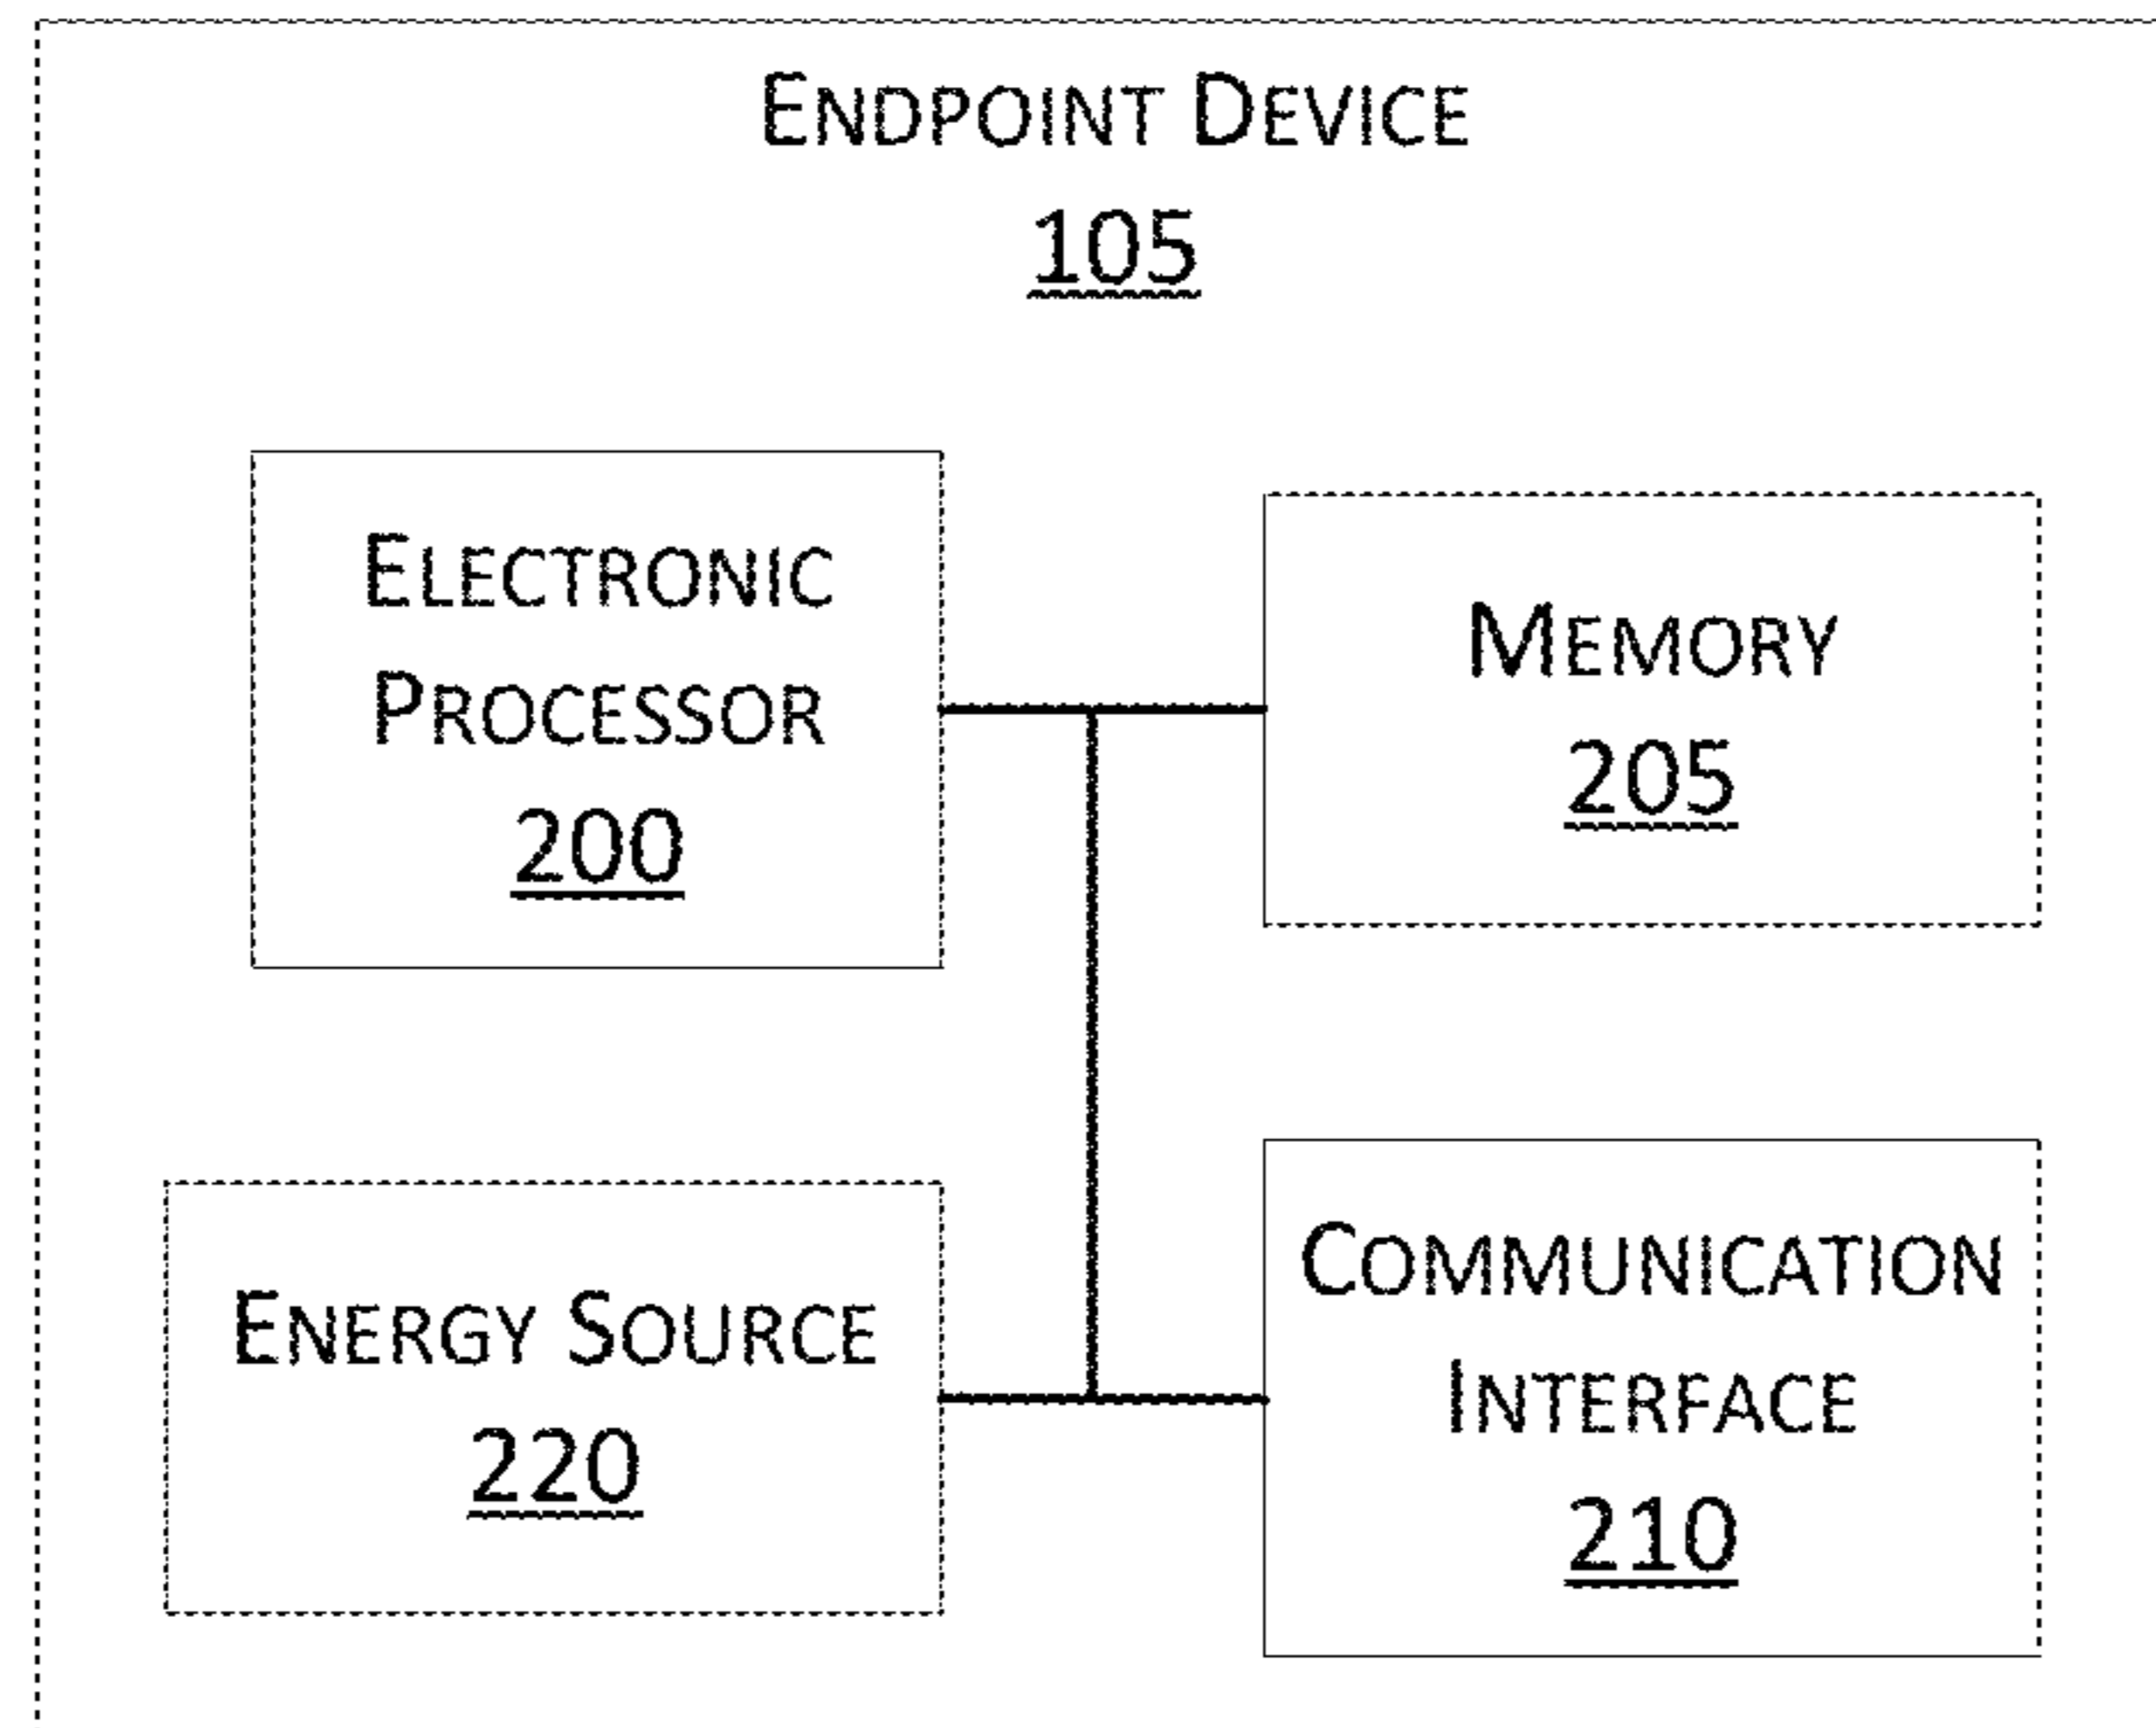 ENDPOINT DEVICE
105
ELECTRONIC
PROCESSOR
200
MEMORY
205
ENERGY SOURCE
220
COMMUNICATION
INTERFACE
210